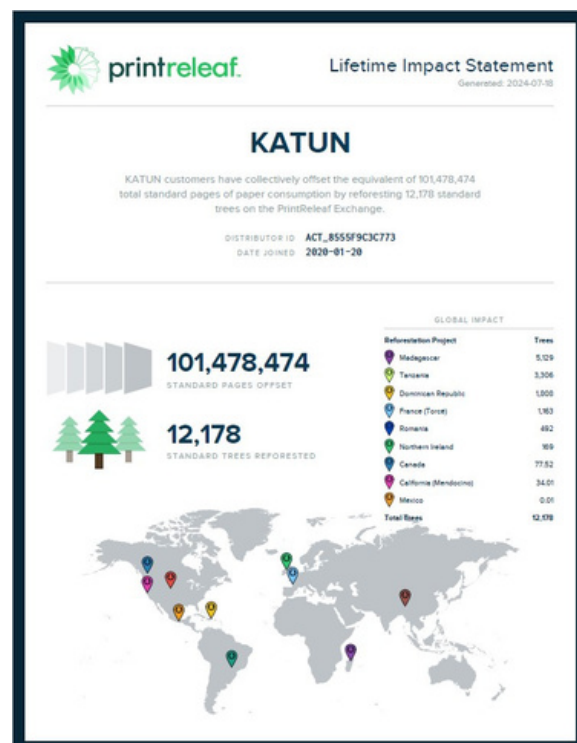 printreleaf.
Lifetime Impact Statement
Generated: 2024-07-18
KATUN
KATUN customers have collectively offset the equivalent of 101,478,474
total standard pages of paper consumption by reforesting 12,178 standard
trees on the PrintReleaf Exchange.
DISTRIBUTOR ID ACT_8555F9C3C773
DATE JOINED 2020-01-20
101,478,474
STANDARD PAGES OFFSET
12,178
STANDARD TREES REFORESTED
GLOBAL IMPACT
Reforestation Project Trees
Madagascar 5,129
Tanzania 3,306
Dominican Republic 1,808
France (Torcé) 1,163
Romania 492
Northern Ireland 169
Canada 77.52
California (Mendocino) 34.01
Mexico 0.01
Total Trees 12,178